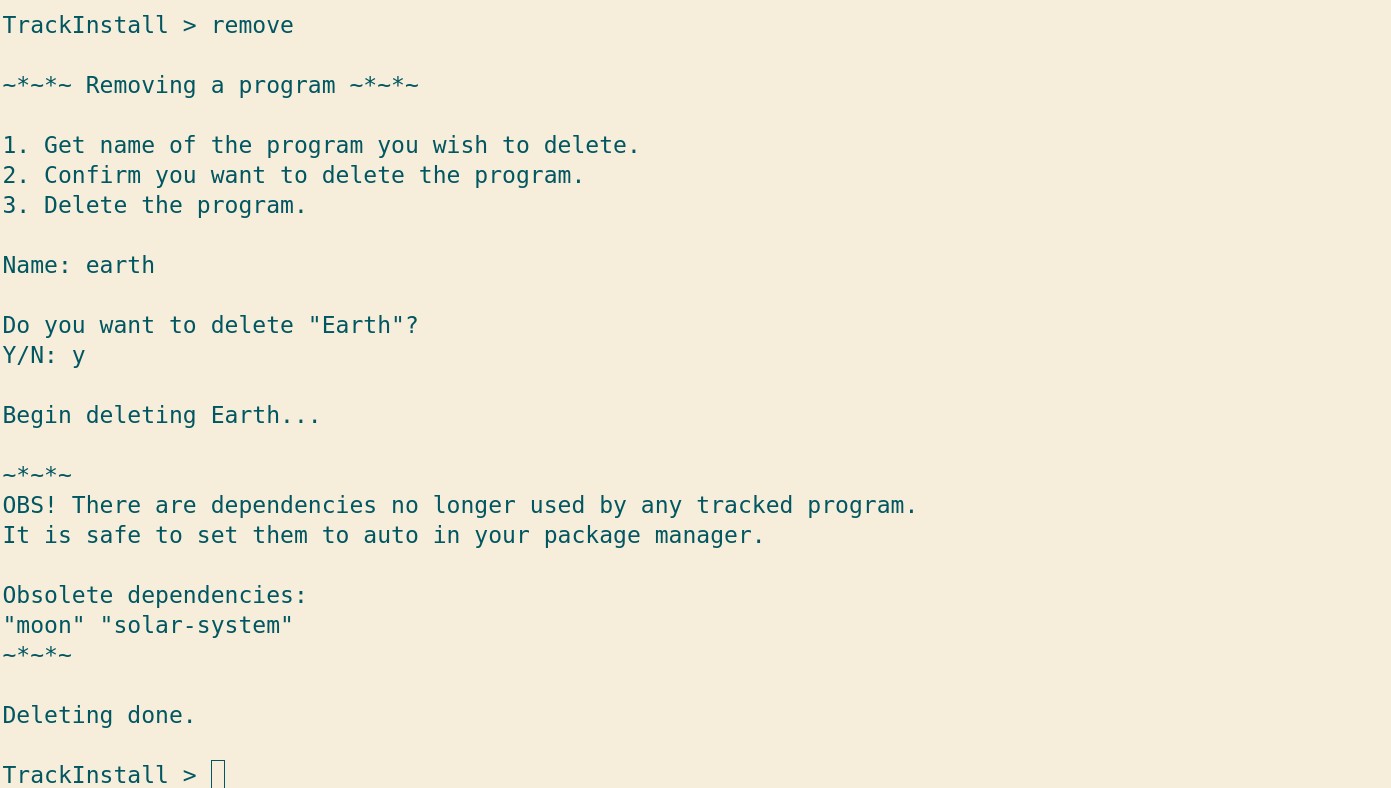 TrackInstall > remove
~*~*~ Removing a program ~*~*~
1. Get name of the program you wish to delete.
2. Confirm you want to delete the program.
3. Delete the program.
Name: earth
Do you want to delete "Earth"?
Y/N: y
Begin deleting Earth...
~*~*~
OBS! There are dependencies no longer used by any tracked program.
It is safe to set them to auto in your package manager.
Obsolete dependencies:
"moon" "solar-system"
~*~*~
Deleting done.
TrackInstall >